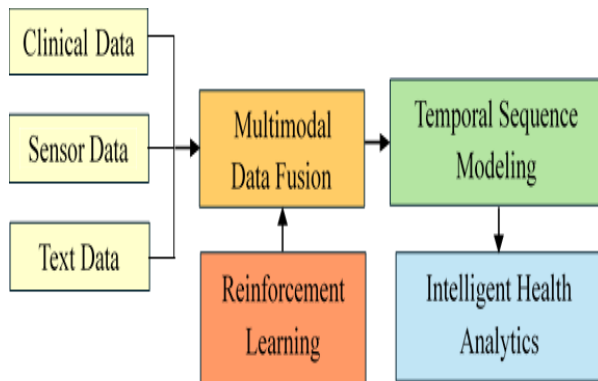 Clinical Data
Sensor Data
Text Data
Multimodal
Data Fusion
Temporal Sequence
Modeling
Reinforcement
Learning
Intelligent Health
Analytics